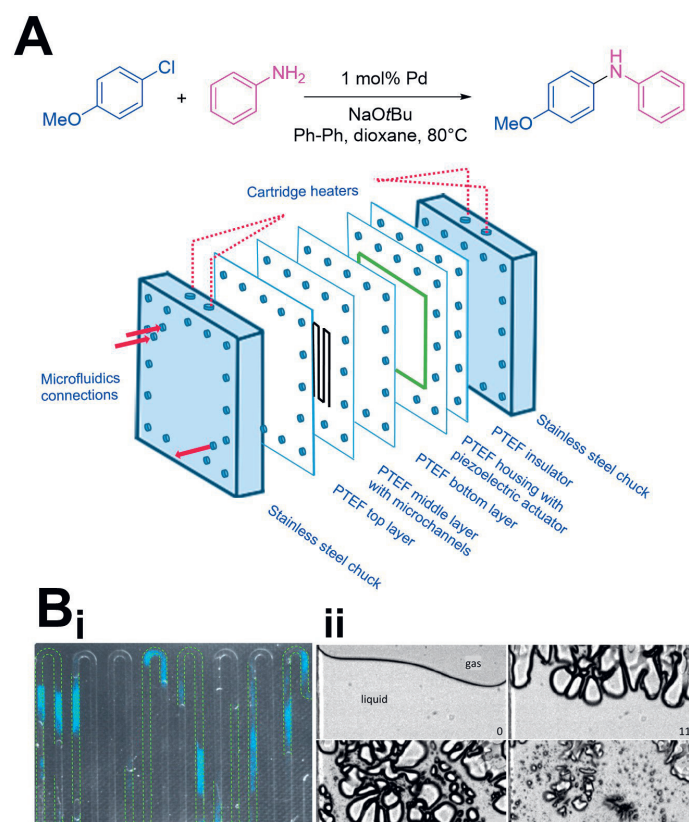 A
Cl
NH2
H
N
MeO
+
1 mol% Pd
NaOtBu
Ph-Ph, dioxane, 80°C
MeO
Cartridge heaters
Microfluidics
connections
Stainless steel chuck
PTEF insulator
PTEF housing with
piezoelectric actuator
PTEF bottom layer
PTEF middle layer
with microchannels
PTEF top layer
Stainless steel chuck
B i
ii
gas
liquid
0
11